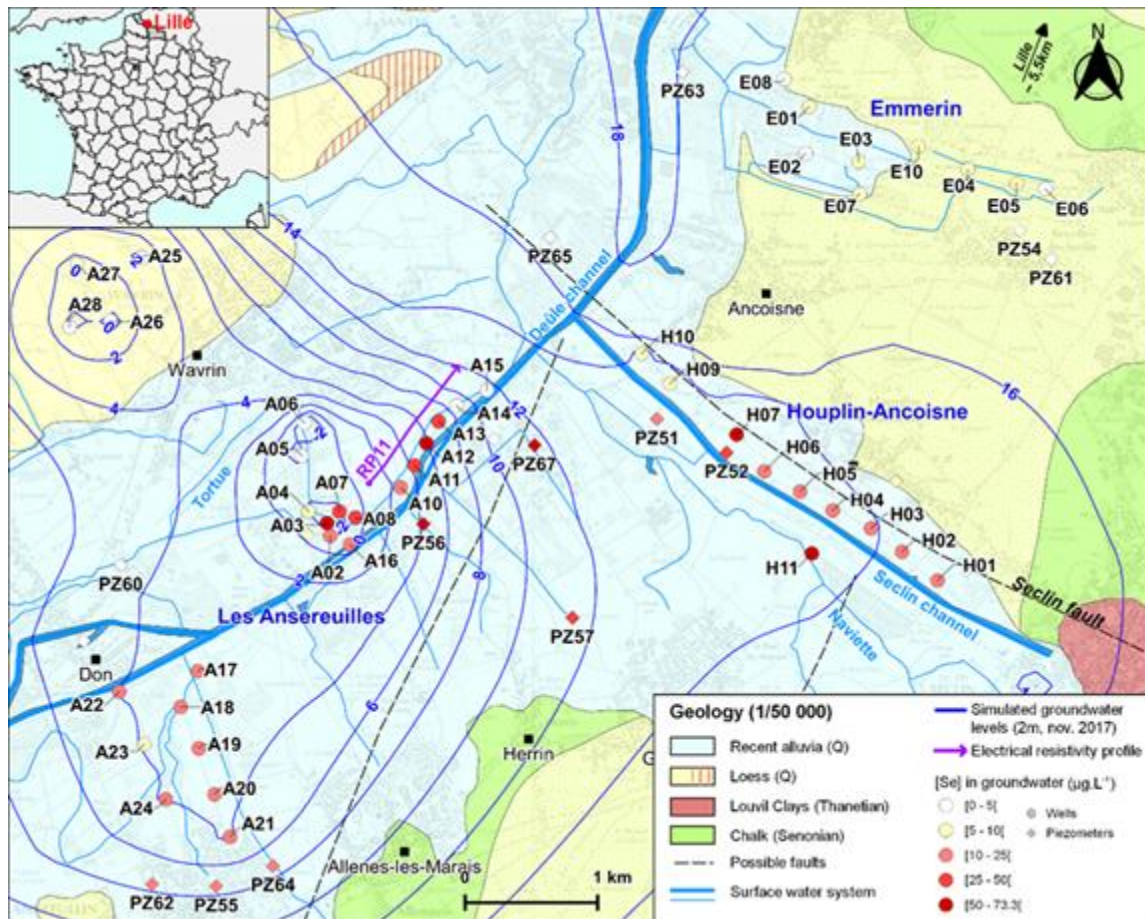 Lille
Lille
5,5km
N
PZ63
E08
E01
Emmerin
E03
E02
E10
E04
E07
E05
E06
PZ54
PZ61
18
14
PZ65
Deûle channel
Ancoisne
A25
2
A27
0
A28
A26
0
2
4
Wavrin
H10
H09
16
A15
12
A14
A06
4
A13
10
A05
2
RP11
A12
PZ67
PZ51
H07
Houplin-Ancoisne
PZ52
H06
Tortue
A07
A11
H05
A04
A10
A08
H04
A03
2
0
PZ56
H03
A02
A16
H11
H02
H01
8
PZ60
2
Seclin channel
Seclin fault
Les Ansereuilles
PZ57
Naviette
Don
A17
A22
A18
6
A23
A19
Herrin
A20
A24
A21
PZ64
Allenes-les-Marais
PZ62
PZ55
0
1 km
Geology (1/50 000)
Recent alluvia (Q)
Loess (Q)
Louvil Clays (Thanetian)
Chalk (Senonian)
Possible faults
Surface water system
Simulated groundwater
levels (2m, nov. 2017)
Electrical resistivity profile
[Se] in groundwater (µg.L⁻¹)
[0 - 5[
[5 - 10[
[10 - 25[
[25 - 50[
[50 - 73.3[
Wells
Piezometers